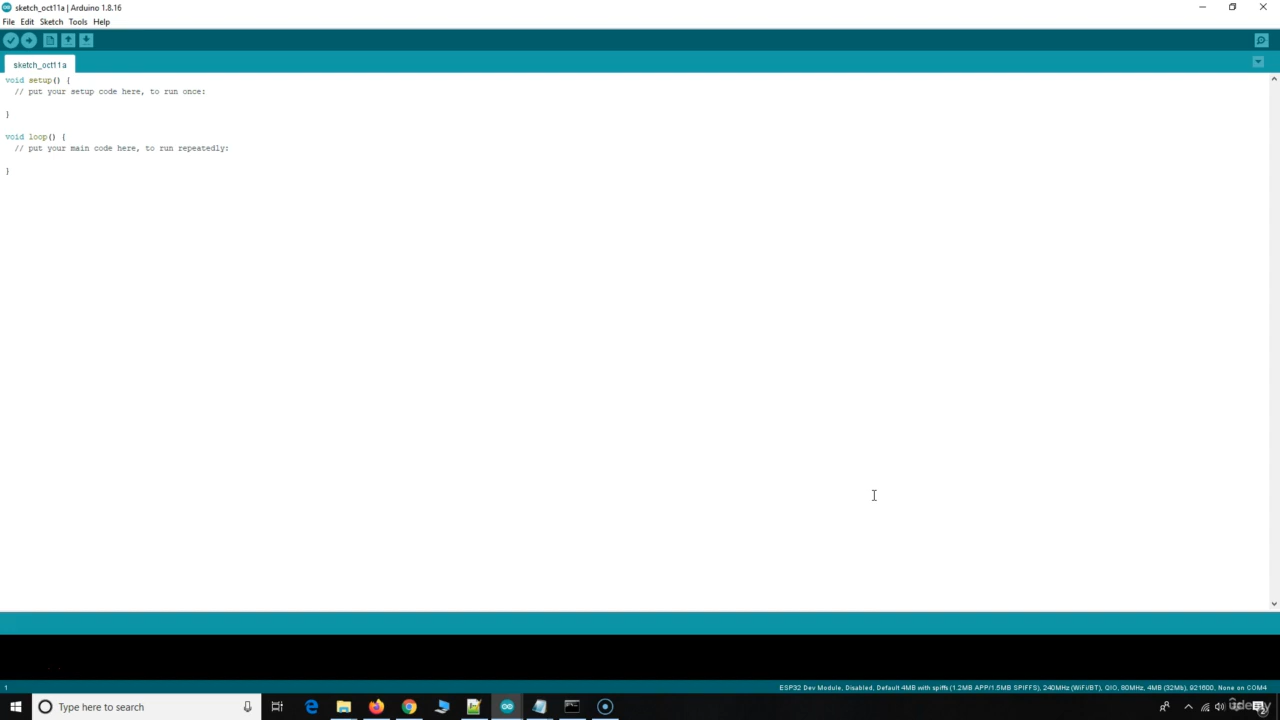 sketch_oct11a | Arduino 1.8.16
File Edit Sketch Tools Help
sketch_oct11a
void setup() {
// put your setup code here, to run once:
}
void loop() {
// put your main code here, to run repeatedly:
}
1
ESP32 Dev Module, Disabled, Default 4MB with spiffs (1.2MB APP/1.5MB SPIFFS), 240MHz (WiFi/BT), QIO, 80MHz, 4MB (32Mb), 921600, None on COM4
Type here to search
udemy